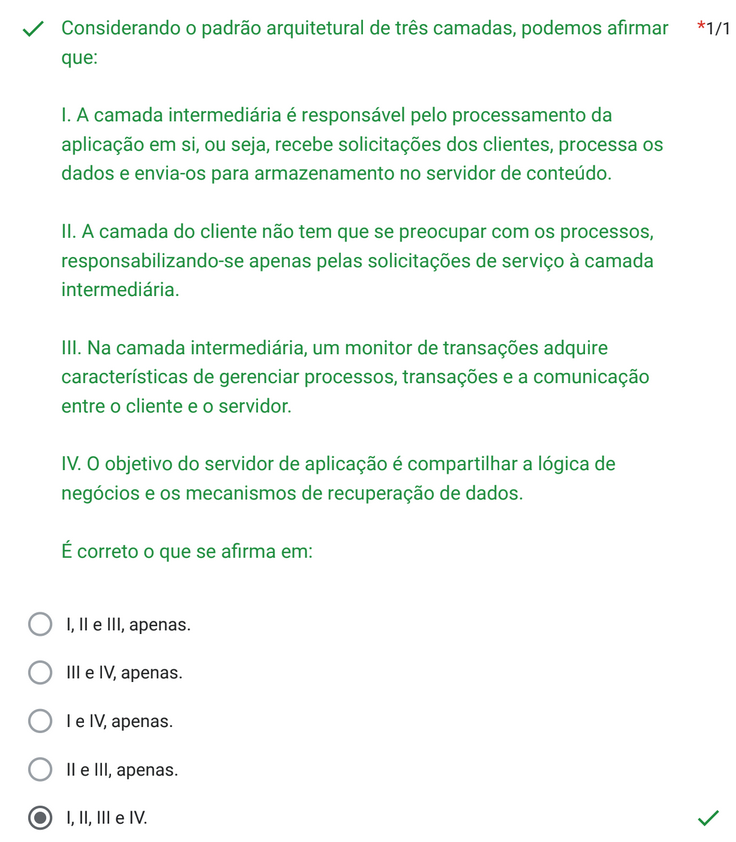 Considerando o padrão arquitetural de três camadas, podemos afirmar *1/1
que:
I. A camada intermediária é responsável pelo processamento da
aplicação em si, ou seja, recebe solicitações dos clientes, processa os
dados e envia-os para armazenamento no servidor de conteúdo.
II. A camada do cliente não tem que se preocupar com os processos,
responsabilizando-se apenas pelas solicitações de serviço à camada
intermediária.
III. Na camada intermediária, um monitor de transações adquire
características de gerenciar processos, transações e a comunicação
entre o cliente e o servidor.
IV. O objetivo do servidor de aplicação é compartilhar a lógica de
negócios e os mecanismos de recuperação de dados.
É correto o que se afirma em:
I, II e III, apenas.
III e IV, apenas.
I e IV, apenas.
II e III, apenas.
I, II, III e IV.